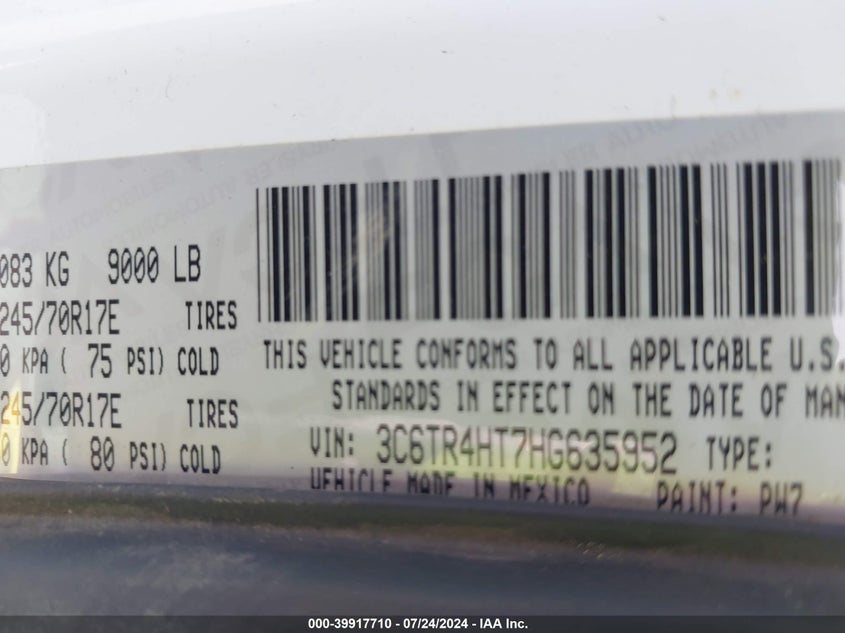 083 KG 9000 LB
245/70R17E TIRES
0 KPA ( 75 PSI) COLD
245/70R17E TIRES
0 KPA ( 80 PSI) COLD
THIS VEHICLE CONFORMS TO ALL APPLICABLE U.S.
STANDARDS IN EFFECT ON THE DATE OF MAN
VIN: 3C6TR4HT7HG635952 TYPE:
VEHICLE MADE IN MEXICO PAINT: PW7
000-39917710 - 07/24/2024 - IAA Inc.